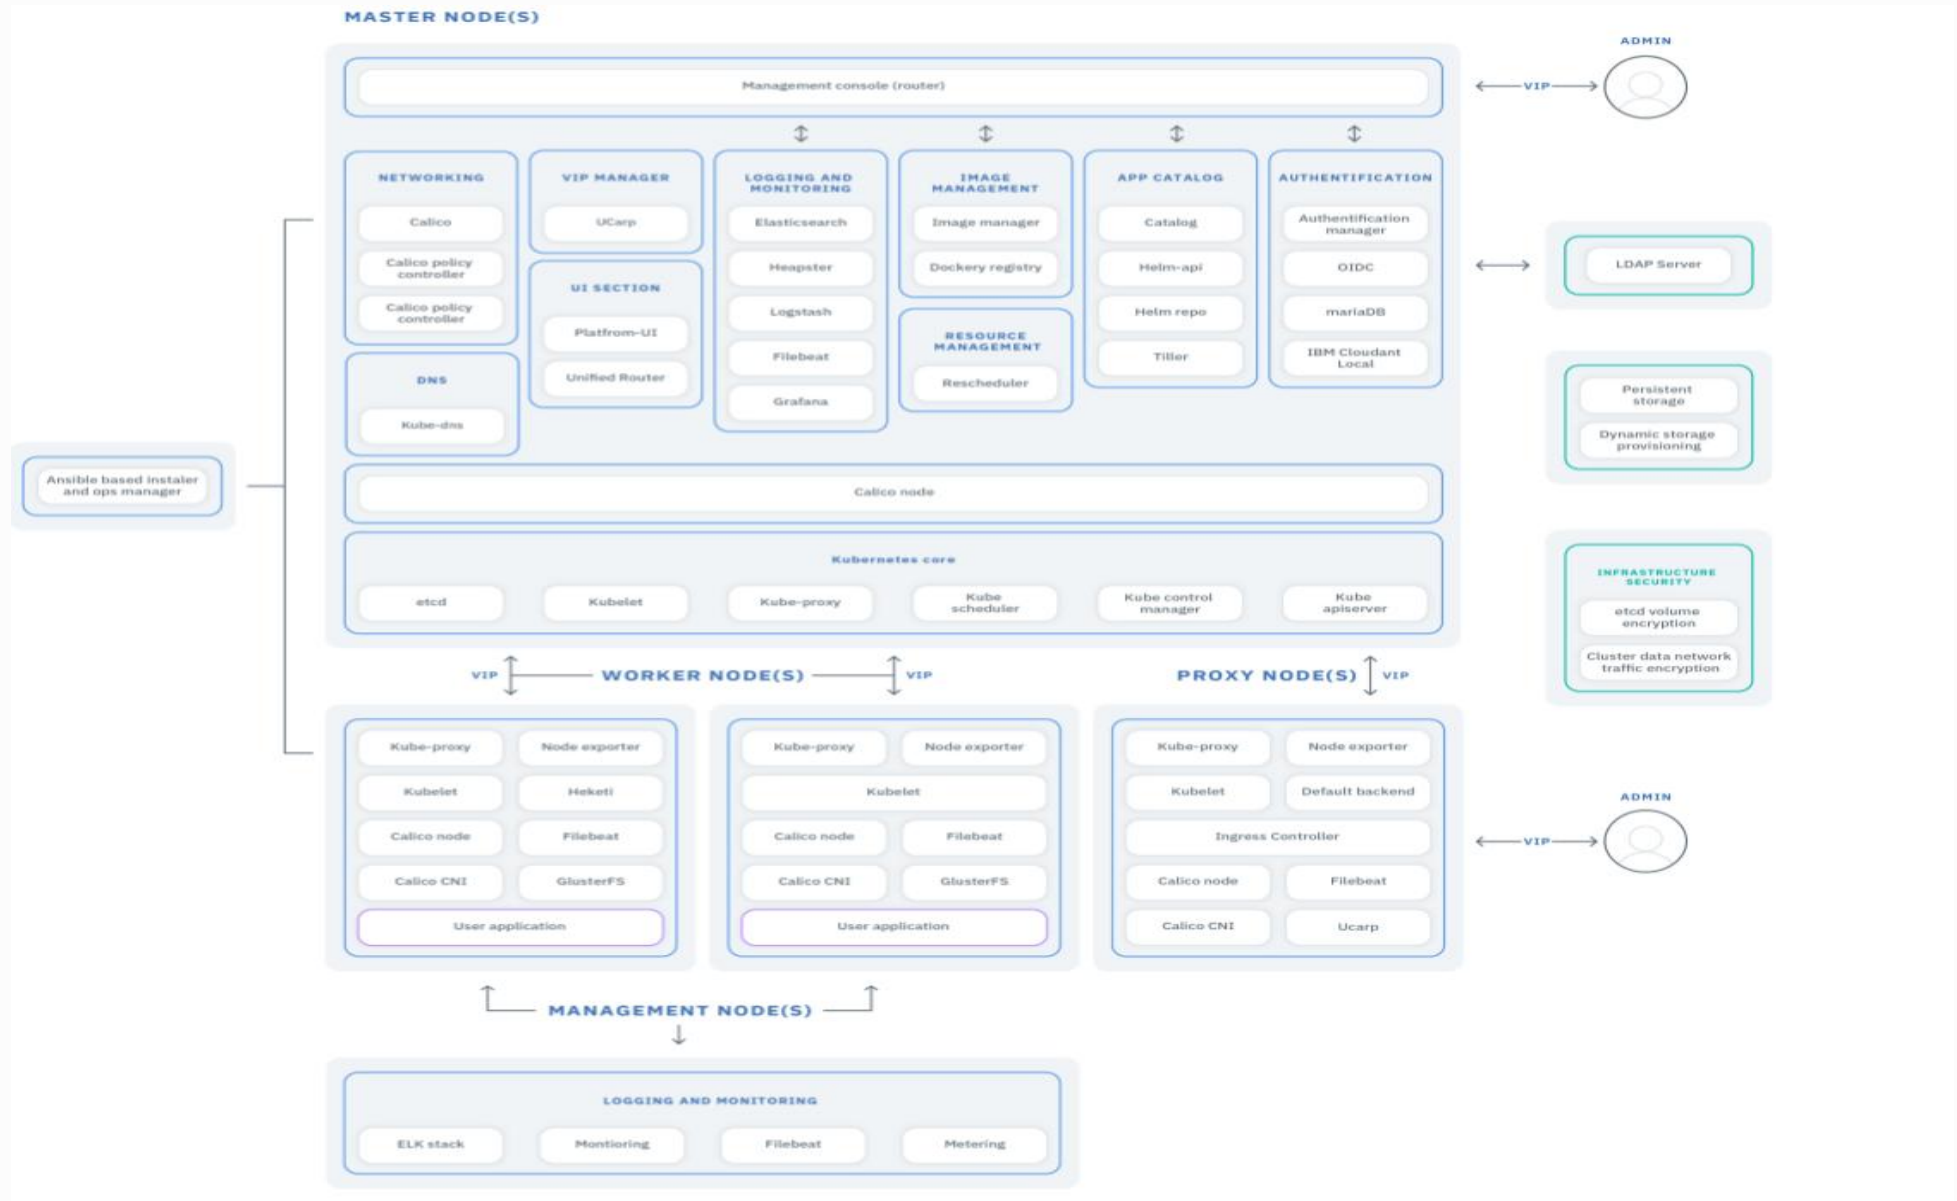 MASTER NODE(S)
ADMIN
Management console (router)
VIP
NETWORKING
Calico
Calico policy
controller
Calico policy
controller
DNS
Kube-dns
VIP MANAGER
UCarp
UI SECTION
Platfrom-UI
Unified Router
LOGGING AND
MONITORING
Elasticsearch
Heapster
Logstash
Filebeat
Grafana
IMAGE
MANAGEMENT
Image manager
Dockery registry
RESOURCE
MANAGEMENT
Rescheduler
APP CATALOG
Catalog
Helm-api
Helm repo
Tiller
AUTHENTIFICATION
Authentification
manager
OIDC
mariaDB
IBM Cloudant
Local
LDAP Server
Persistent
storage
Dynamic storage
provisioning
Ansible based instaler
and ops manager
Calico node
Kubernetes core
etcd
Kubelet
Kube-proxy
Kube
scheduler
Kube control
manager
Kube
apiserver
INFRASTRUCTURE
SECURITY
etcd volume
encryption
Cluster data network
traffic encryption
VIP
WORKER NODE(S)
VIP
PROXY NODE(S)
VIP
Kube-proxy
Node exporter
Kubelet
Heketi
Calico node
Filebeat
Calico CNI
GlusterFS
User application
Kube-proxy
Node exporter
Kubelet
Calico node
Filebeat
Calico CNI
GlusterFS
User application
Kube-proxy
Node exporter
Kubelet
Default backend
Ingress Controller
Calico node
Filebeat
Calico CNI
Ucarp
ADMIN
VIP
MANAGEMENT NODE(S)
LOGGING AND MONITORING
ELK stack
Montioring
Filebeat
Metering